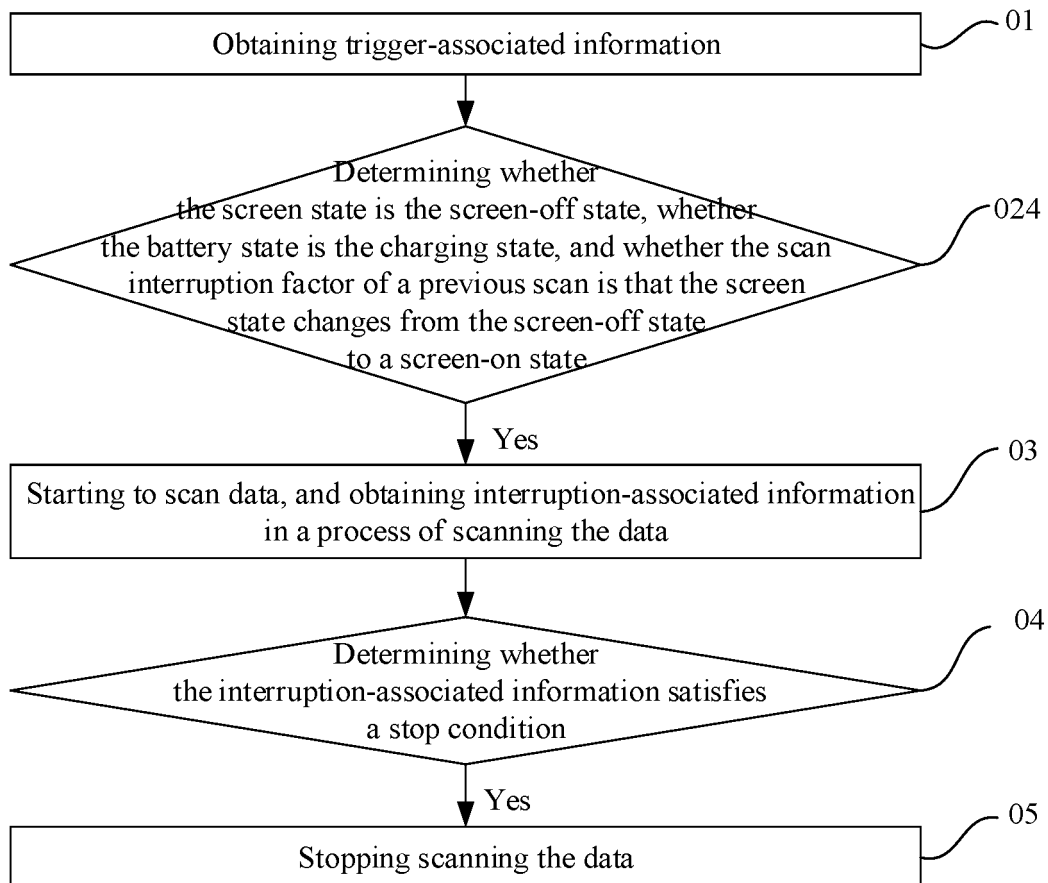 Obtaining trigger-associated information
01
Determining whether
the screen state is the screen-off state, whether
the battery state is the charging state, and whether the scan
interruption factor of a previous scan is that the screen
state changes from the screen-off state
to a screen-on state
024
Yes
Starting to scan data, and obtaining interruption-associated information
in a process of scanning the data
03
Determining whether
the interruption-associated information satisfies
a stop condition
04
Yes
Stopping scanning the data
05